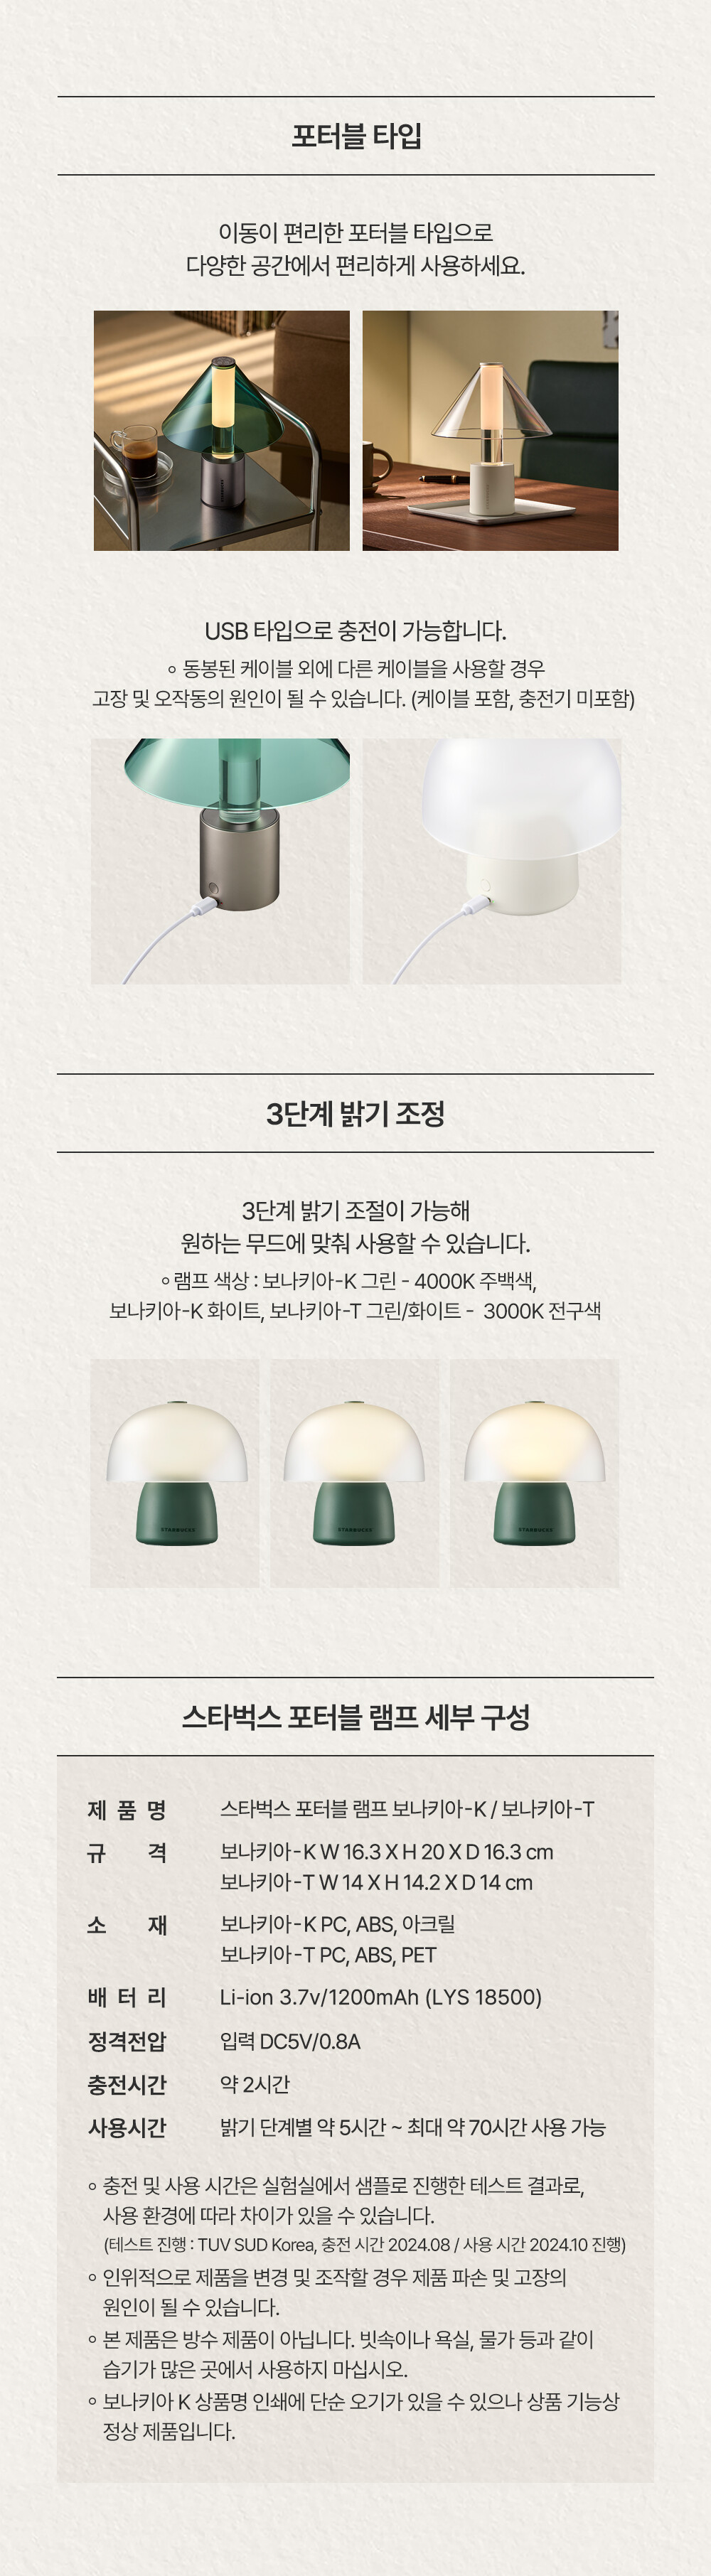 포터블 타입
이동이 편리한 포터블 타입으로
다양한 공간에서 편리하게 사용하세요.
USB 타입으로 충전이 가능합니다.
◦ 동봉된 케이블 외에 다른 케이블을 사용할 경우
고장 및 오작동의 원인이 될 수 있습니다. (케이블 포함, 충전기 미포함)
3단계 밝기 조정
3단계 밝기 조절이 가능해
원하는 무드에 맞춰 사용할 수 있습니다.
◦ 램프 색상 : 보나키아-K 그린 - 4000K 주백색,
보나키아-K 화이트, 보나키아-T 그린/화이트 - 3000K 전구색
STARBUCKS STARBUCKS STARBUCKS
스타벅스 포터블 램프 세부 구성
제 품 명 스타벅스 포터블 램프 보나키아-K / 보나키아-T
규 격 보나키아-K W 16.3 X H 20 X D 16.3 cm
보나키아-T W 14 X H 14.2 X D 14 cm
소 재 보나키아-K PC, ABS, 아크릴
보나키아-T PC, ABS, PET
배 터 리 Li-ion 3.7v/1200mAh (LYS 18500)
정격전압 입력 DC5V/0.8A
충전시간 약 2시간
사용시간 밝기 단계별 약 5시간 ~ 최대 약 70시간 사용 가능
◦ 충전 및 사용 시간은 실험실에서 샘플로 진행한 테스트 결과로,
사용 환경에 따라 차이가 있을 수 있습니다.
(테스트 진행 : TUV SUD Korea, 충전 시간 2024.08 / 사용 시간 2024.10 진행)
◦ 인위적으로 제품을 변경 및 조작할 경우 제품 파손 및 고장의
원인이 될 수 있습니다.
◦ 본 제품은 방수 제품이 아닙니다. 빗속이나 욕실, 물가 등과 같이
습기가 많은 곳에서 사용하지 마십시오.
◦ 보나키아 K 상품명 인쇄에 단순 오기가 있을 수 있으나 상품 기능상
정상 제품입니다.